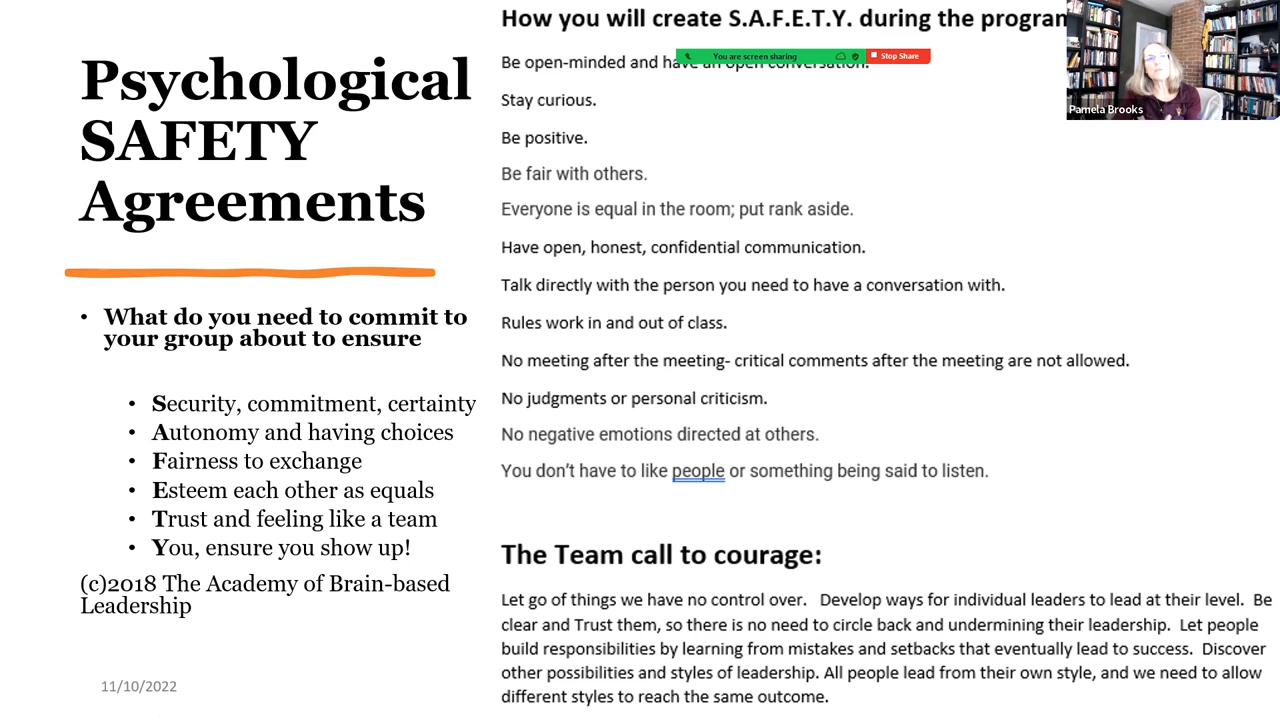 Psychological
SAFETY
Agreements
• What do you need to commit to
your group about to ensure
• Security, commitment, certainty
• Autonomy and having choices
• Fairness to exchange
• Esteem each other as equals
• Trust and feeling like a team
• You, ensure you show up!
(c)2018 The Academy of Brain-based
Leadership
11/10/2022
How you will create S.A.F.E.T.Y. during the program
You are screen sharing
Stop Share
Be open-minded and have an open conversation.
Stay curious.
Be positive.
Be fair with others.
Everyone is equal in the room; put rank aside.
Have open, honest, confidential communication.
Talk directly with the person you need to have a conversation with.
Rules work in and out of class.
No meeting after the meeting- critical comments after the meeting are not allowed.
No judgments or personal criticism.
No negative emotions directed at others.
You don’t have to like people or something being said to listen.
The Team call to courage:
Let go of things we have no control over. Develop ways for individual leaders to lead at their level. Be
clear and Trust them, so there is no need to circle back and undermining their leadership. Let people
build responsibilities by learning from mistakes and setbacks that eventually lead to success. Discover
other possibilities and styles of leadership. All people lead from their own style, and we need to allow
different styles to reach the same outcome.
Pamela Brooks